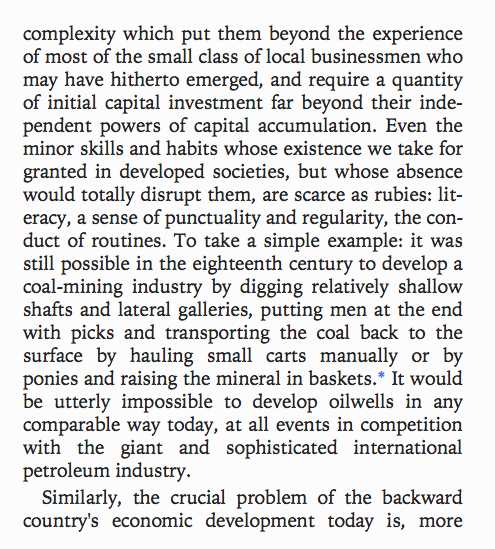 complexity which put them beyond the experience
of most of the small class of local businessmen who
may have hitherto emerged, and require a quantity
of initial capital investment far beyond their inde-
pendent powers of capital accumulation. Even the
minor skills and habits whose existence we take for
granted in developed societies, but whose absence
would totally disrupt them, are scarce as rubies: lit-
eracy, a sense of punctuality and regularity, the con-
duct of routines. To take a simple example: it was
still possible in the eighteenth century to develop a
coal-mining industry by digging relatively shallow
shafts and lateral galleries, putting men at the end
with picks and transporting the coal back to the
surface by hauling small carts manually or by
ponies and raising the mineral in baskets.* It would
be utterly impossible to develop oilwells in any
comparable way today, at all events in competition
with the giant and sophisticated international
petroleum industry.
Similarly, the crucial problem of the backward
country's economic development today is, more